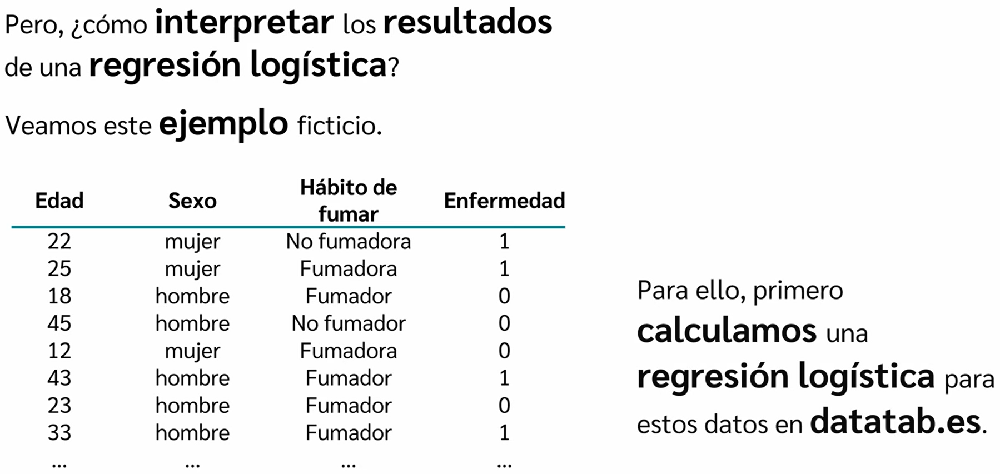 Pero, ¿cómo interpretar los resultados
de una regresión logística?
Veamos este ejemplo ficticio.
Edad Sexo Hábito de fumar Enfermedad
22 mujer No fumadora 1
25 mujer Fumadora 1
18 hombre Fumador 0
45 hombre No fumador 0
12 mujer Fumadora 0
43 hombre Fumador 1
23 hombre Fumador 0
33 hombre Fumador 1
... ... ... ...
Para ello, primero
calculamos una
regresión logística para
estos datos en datatab.es.